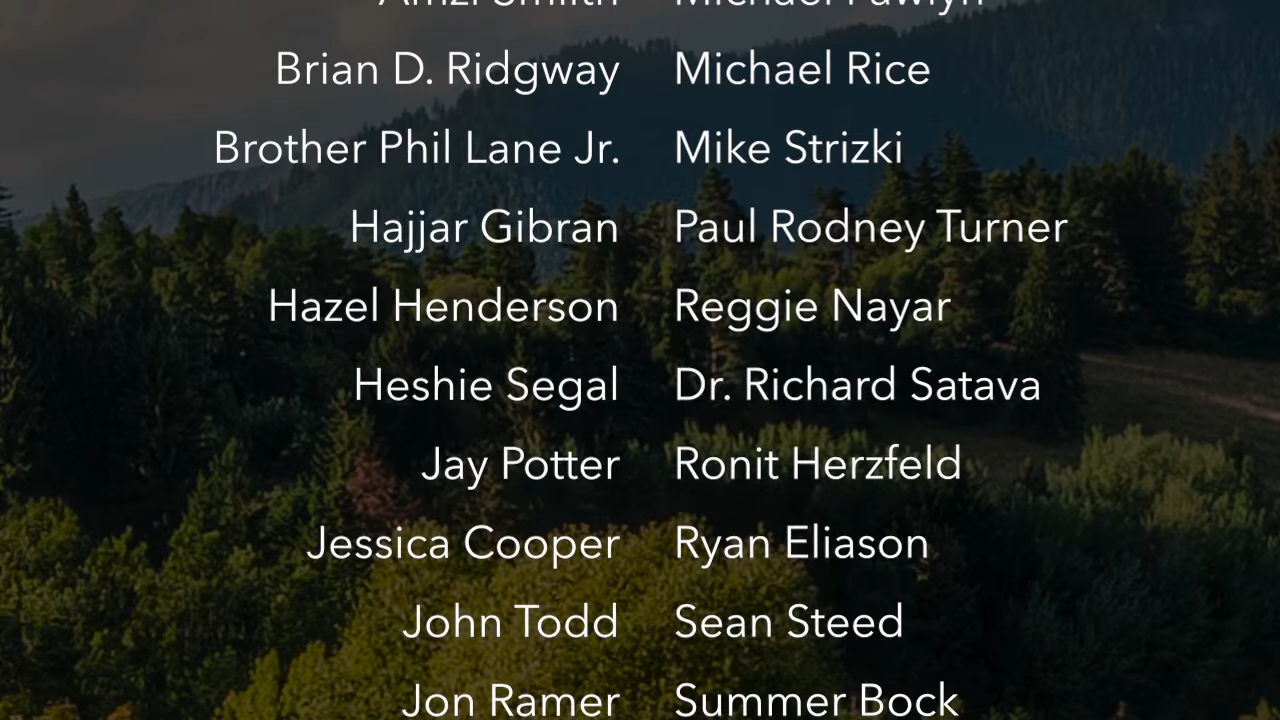 Brian D. Ridgway Michael Rice
Brother Phil Lane Jr. Mike Strizki
Hajjar Gibran Paul Rodney Turner
Hazel Henderson Reggie Nayar
Heshie Segal Dr. Richard Satava
Jay Potter Ronit Herzfeld
Jessica Cooper Ryan Eliason
John Todd Sean Steed
Jon Ramer Summer Bock